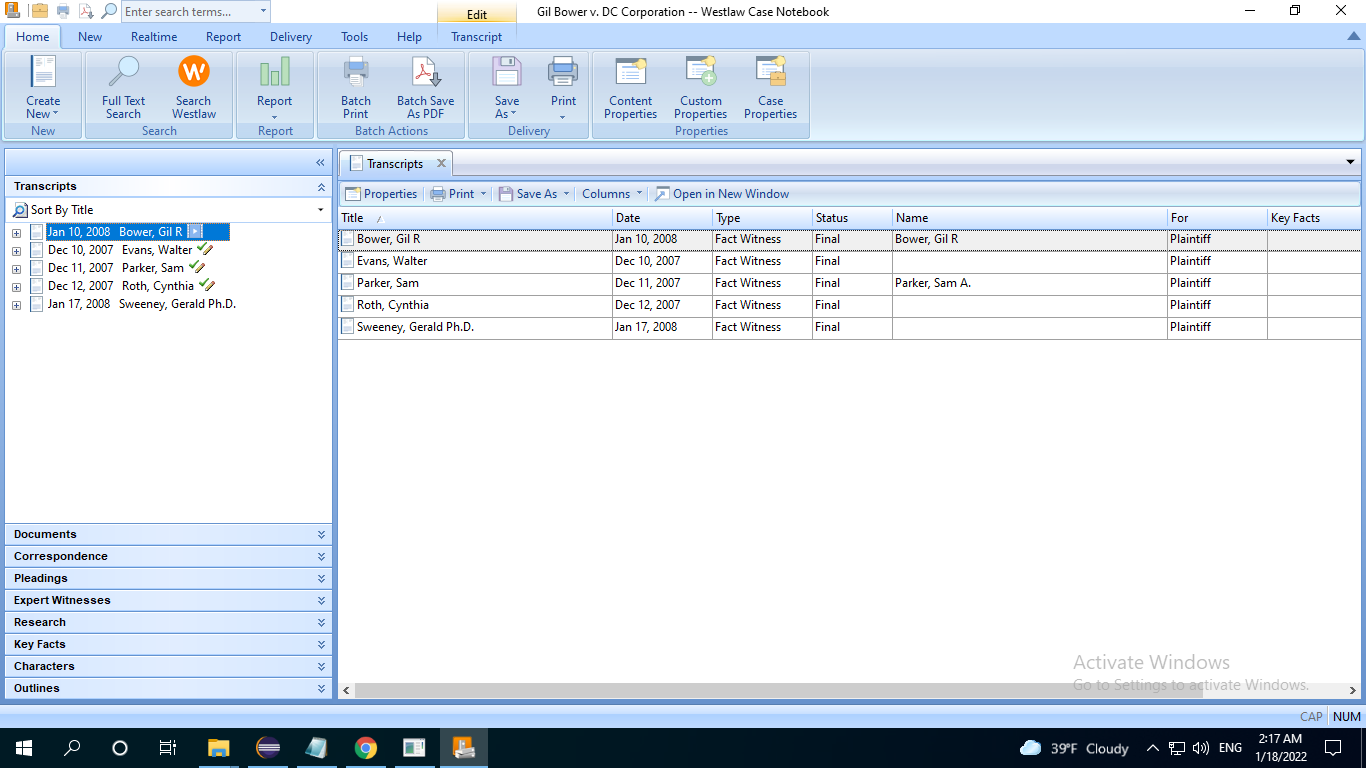 Enter search terms...
Edit
Gil Bower v. DC Corporation -- Westlaw Case Notebook
Home New Realtime Report Delivery Tools Help Transcript
Create New
Full Text Search
Search Westlaw
Report
Batch Print
Batch Save As PDF
Save As
Print
Content Properties
Custom Properties
Case Properties
New Search Report Batch Actions Delivery Properties
Transcripts
Sort By Title
Jan 10, 2008 Bower, Gil R
Dec 10, 2007 Evans, Walter
Dec 11, 2007 Parker, Sam
Dec 12, 2007 Roth, Cynthia
Jan 17, 2008 Sweeney, Gerald Ph.D.
Documents
Correspondence
Pleadings
Expert Witnesses
Research
Key Facts
Characters
Outlines
Transcripts
Properties Print Save As Columns Open in New Window
Title Date Type Status Name For Key Facts
Bower, Gil R Jan 10, 2008 Fact Witness Final Bower, Gil R Plaintiff
Evans, Walter Dec 10, 2007 Fact Witness Final Plaintiff
Parker, Sam Dec 11, 2007 Fact Witness Final Parker, Sam A. Plaintiff
Roth, Cynthia Dec 12, 2007 Fact Witness Final Plaintiff
Sweeney, Gerald Ph.D. Jan 17, 2008 Fact Witness Final Plaintiff
Activate Windows
Go to Settings to activate Windows.
CAP NUM
39°F Cloudy
ENG
2:17 AM
1/18/2022